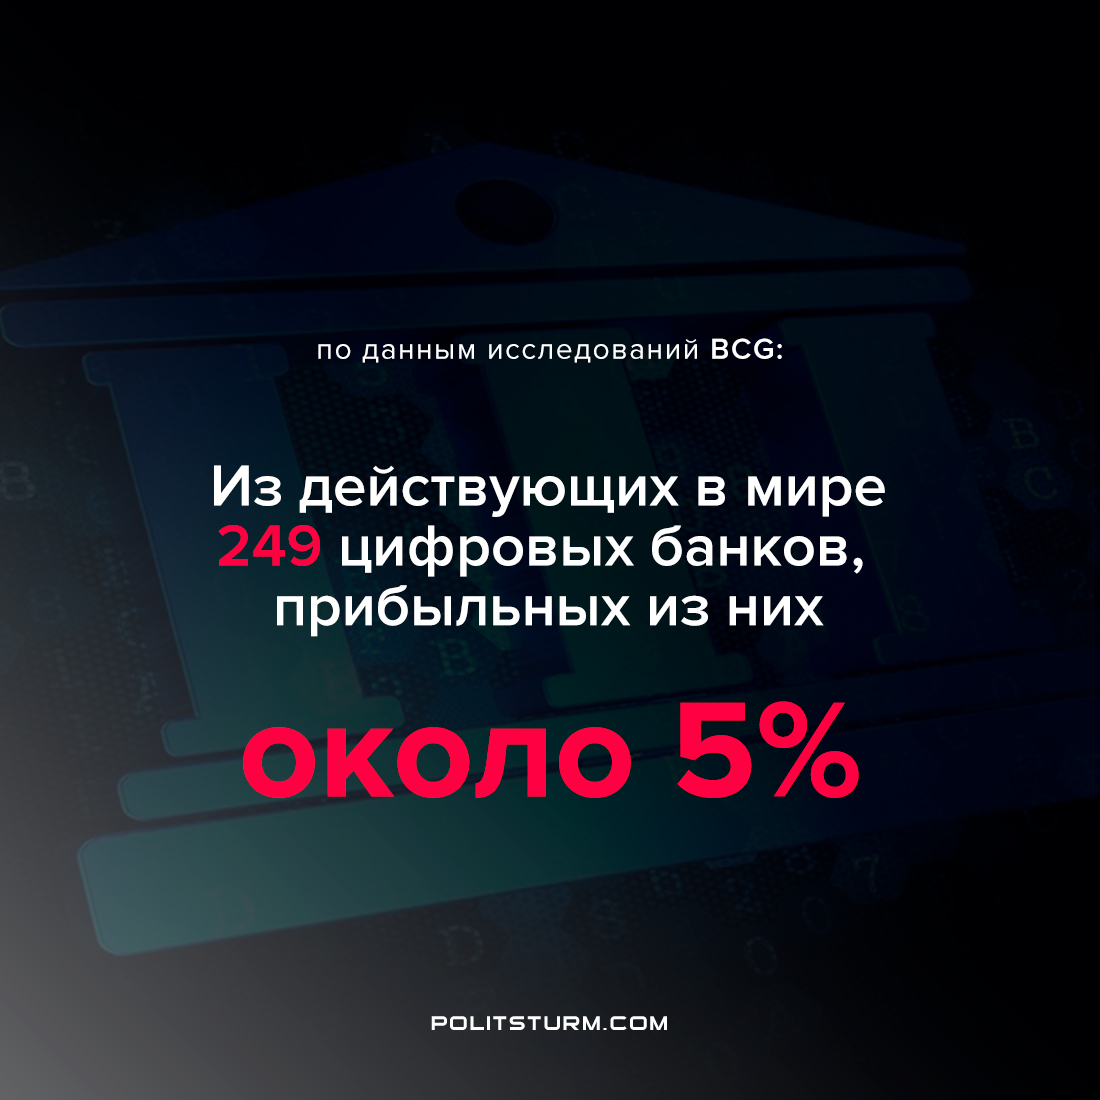 по данным исследований BCG:
Из действующих в мире
249 цифровых банков,
прибыльных из них
около 5%
POLITSTURM.COM